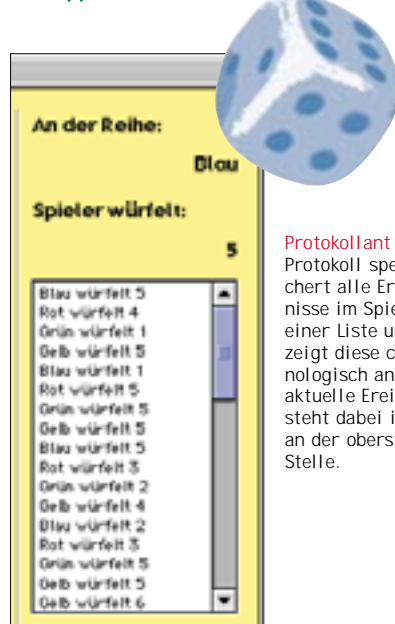 An der Reihe:
Blau
Spieler würfelt:
5
Blau würfelt 5
Rot würfelt 4
Grün würfelt 1
Gelb würfelt 5
Blau würfelt 1
Rot würfelt 5
Grün würfelt 5
Gelb würfelt 5
Blau würfelt 5
Rot würfelt 3
Grün würfelt 2
Gelb würfelt 4
Blau würfelt 2
Rot würfelt 3
Grün würfelt 5
Gelb würfelt 5
Gelb würfelt 6
Protokollant
Protokoll spe
chert alle Er
nisse im Spie
einer Liste u
zeigt diese c
nologisch an
aktuelle Erei
steht dabei i
an der oberst
Stelle.